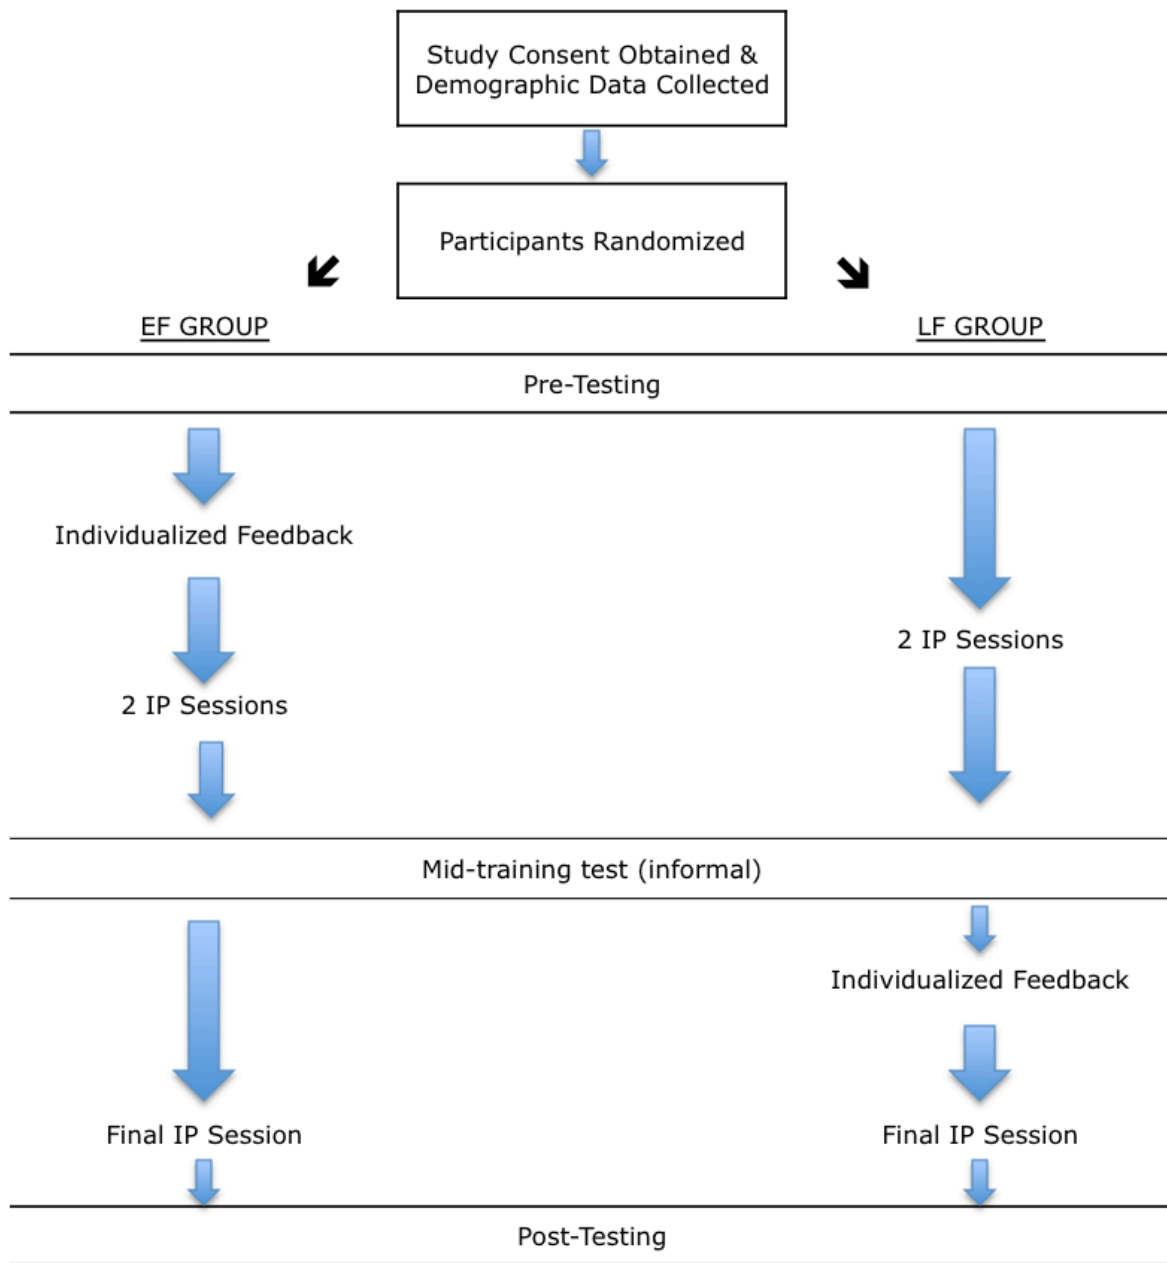 Study Consent Obtained &
Demographic Data Collected
Participants Randomized
EF GROUP
LF GROUP
Pre-Testing
Individualized Feedback
2 IP Sessions
2 IP Sessions
Mid-training test (informal)
Individualized Feedback
Final IP Session
Final IP Session
Post-Testing